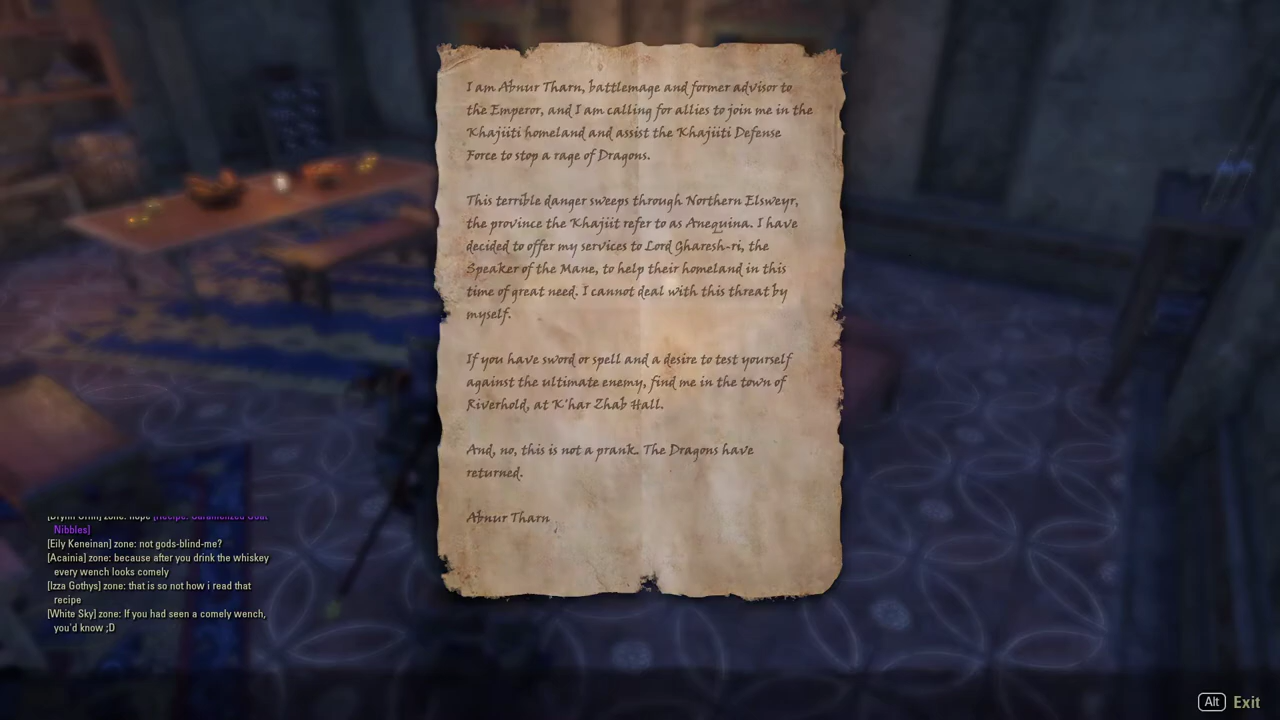 I am Abnur Tharn, battlemage and former advisor to
the Emperor, and I am calling for allies to join me in the
Khajiiti homeland and assist the Khajiiti Defense
Force to stop a rage of Dragons.
This terrible danger sweeps through Northern Elsweyr,
the province the Khajiit refer to as Anequina. I have
decided to offer my services to Lord Gharesh-ri, the
Speaker of the Mane, to help their homeland in this
time of great need. I cannot deal with this threat by
myself.
If you have sword or spell and a desire to test yourself
against the ultimate enemy, find me in the town of
Riverhold, at K'har Zhab Hall.
And, no, this is not a prank. The Dragons have
returned.
Abnur Tharn
zone: nope [Recipe: Caramelized Goat
Nibbles]
[Eily Keneinan] zone: not gods-blind-me?
[Acainia] zone: because after you drink the whiskey
every wench looks comely
[Izza Gothys] zone: that is so not how i read that
recipe
[White Sky] zone: If you had seen a comely wench,
you'd know ;D
Alt Exit